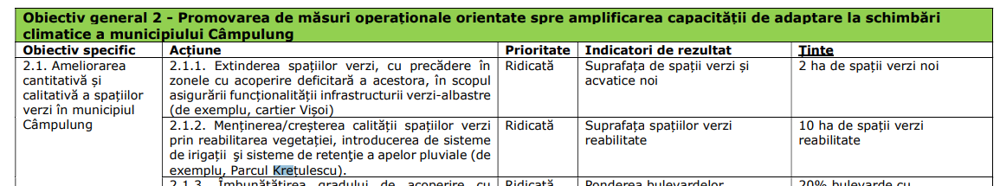 Obiectiv general 2 - Promovarea de măsuri operaționale orientate spre amplificarea capacității de adaptare la schimbări
climatice a municipiului Câmpulung
Obiectiv specific Acțiune Prioritate Indicatori de rezultat Ținte
2.1. Ameliorarea
cantitativă și
calitativă a spațiilor
verzi în municipiul
Câmpulung
2.1.1. Extinderea spațiilor verzi, cu precădere în
zonele cu acoperire deficitară a acestora, în scopul
asigurării funcționalității infrastructurii verzi-albastre
(de exemplu, cartier Vișoi)
Ridicată
Suprafața de spații verzi și
acvatice noi
2 ha de spații verzi noi
2.1.2. Menținerea/creșterea calității spațiilor verzi
prin reabilitarea vegetației, introducerea de sisteme
de irigații şi sisteme de retenţie a apelor pluviale (de
exemplu, Parcul Krețulescu).
Ridicată
Suprafața spațiilor verzi
reabilitate
10 ha de spații verzi
reabilitate
2.1.3. Îmbunătățirea gradului de acoperire cu
Ridicată
Ponderea bulevardelor
20% bulevarde cu